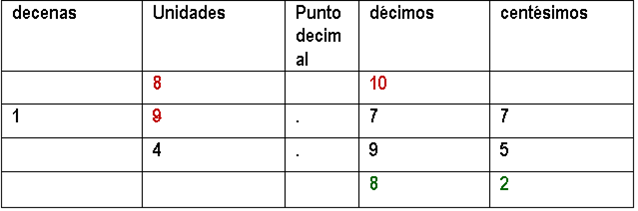 decenas Unidades Punto decimal décimos centésimos
8 10
1 9 . 7 7
4 . 9 5
8 2